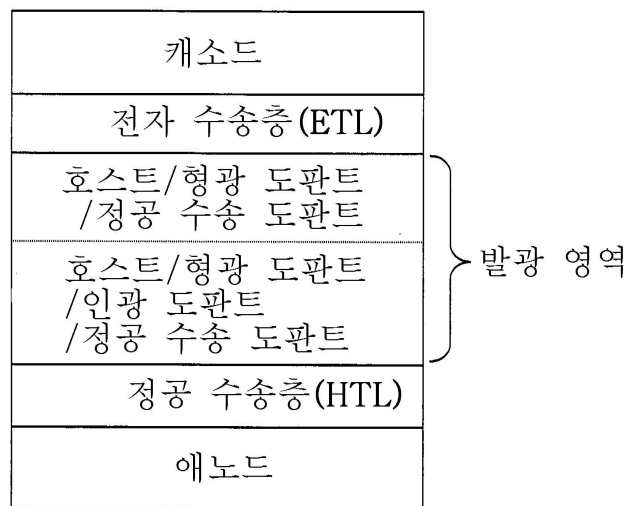 캐소드
전자 수송층(ETL)
호스트/형광 도판트
/정공 수송 도판트
호스트/형광 도판트
/인광 도판트
/정공 수송 도판트
발광 영역
정공 수송층(HTL)
애노드